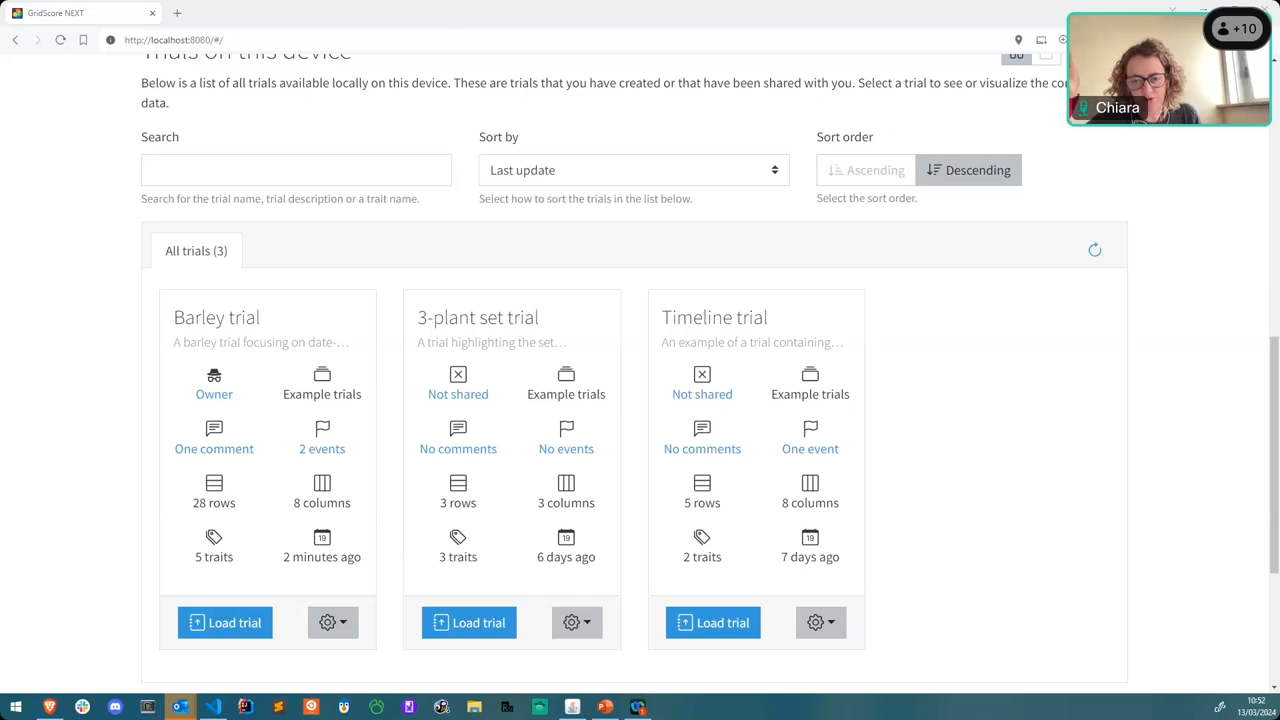 GridScore NEXT
http://localhost:8080/#/
+10
Chiara
Trials on this device
Below is a list of all trials available locally on this device. These are trials that you have created or that have been shared with you. Select a trial to see or visualize the
data.
Search
Sort by
Sort order
Last update
Ascending
Descending
Search for the trial name, trial description or a trait name.
Select how to sort the trials in the list below.
Select the sort order.
All trials (3)
Barley trial
A barley trial focusing on date-…
Owner
Example trials
One comment
2 events
28 rows
8 columns
19
5 traits
2 minutes ago
Load trial
3-plant set trial
A trial highlighting the set…
Not shared
Example trials
No comments
No events
3 rows
3 columns
19
3 traits
6 days ago
Load trial
Timeline trial
An example of a trial containing…
Not shared
Example trials
No comments
One event
5 rows
8 columns
19
2 traits
7 days ago
Load trial
10:52
13/03/2024